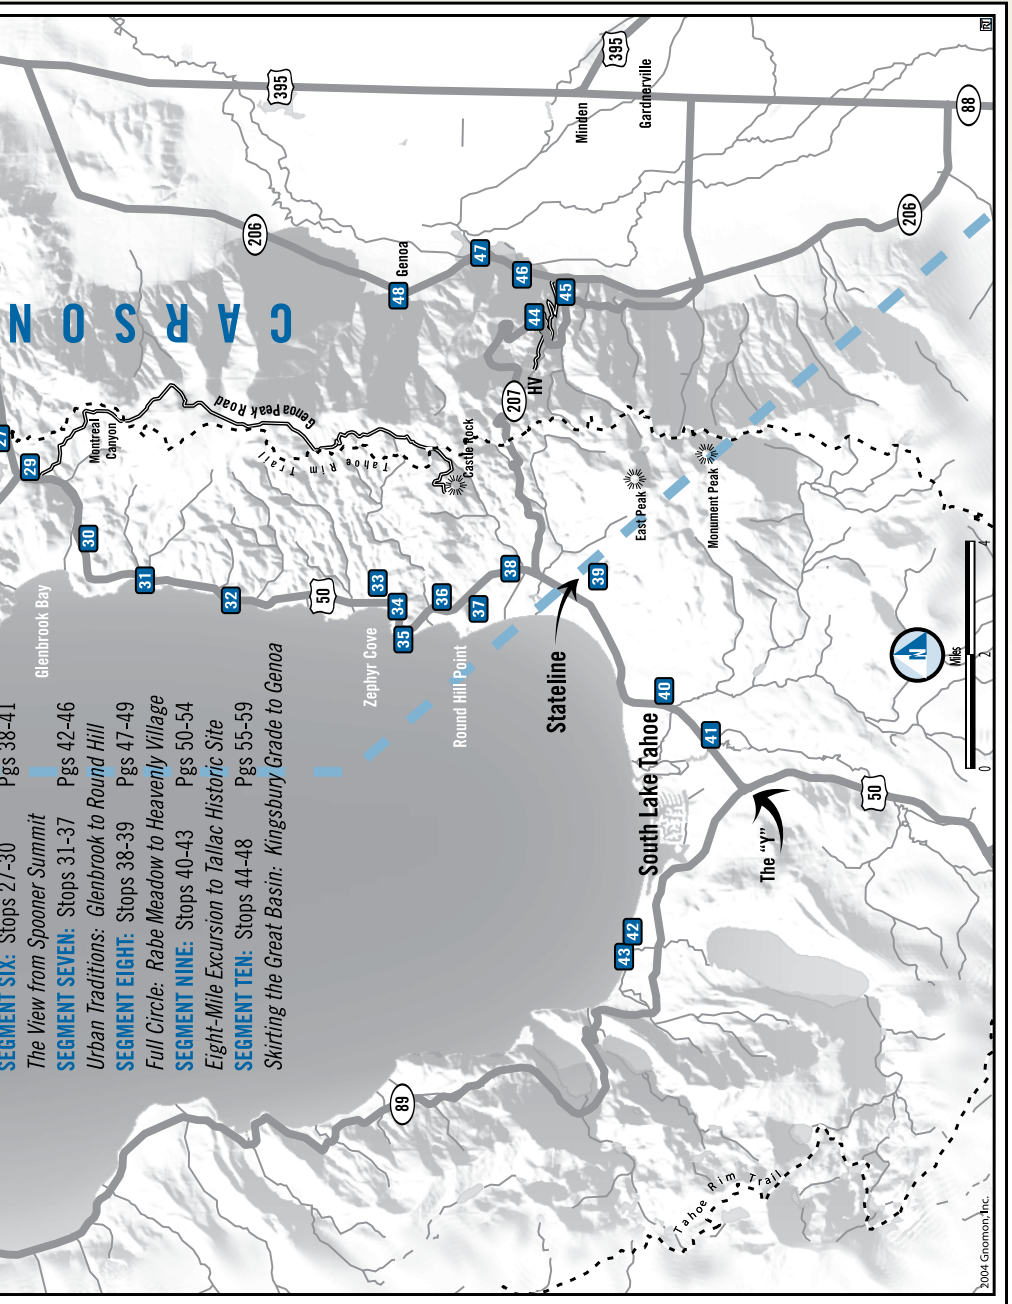 SEGMENT SIX: Stops 27-30 Pgs 38-41
The View from Spooner Summit
SEGMENT SEVEN: Stops 31-37 Pgs 42-46
Urban Traditions: Glenbrook to Round Hill
SEGMENT EIGHT: Stops 38-39 Pgs 47-49
Full Circle: Rabe Meadow to Heavenly Village
SEGMENT NINE: Stops 40-43 Pgs 50-54
Eight-Mile Excursion to Tallac Historic Site
SEGMENT TEN: Stops 44-48 Pgs 55-59
Skirting the Great Basin: Kingsbury Grade to Genoa
CARSON
395
395
Minden
Gardnerville
88
206
206
Genoa
48
47
46
45
44
HV
207
27
29
Montreal
Canyon
Genoa Peak Road
Tahoe Rim Trail
Castle Rock
East Peak
Monument Peak
30
31
32
50
33
34
35
36
37
38
39
Glenbrook Bay
Zephyr Cove
Round Hill Point
Stateline
40
41
South Lake Tahoe
The "Y"
50
42
43
89
Tahoe Rim Trail
N
0 2 4
Miles
2004 Gnomon, Inc.